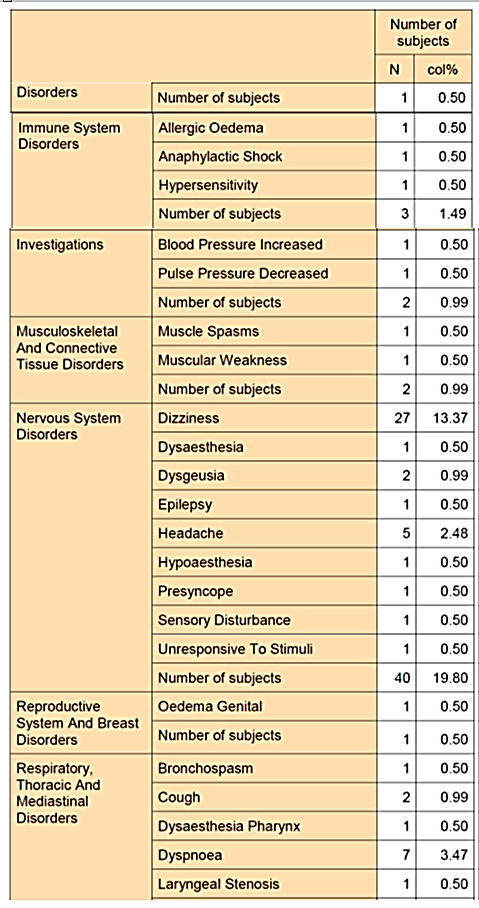 Number of
subjects
N col%
Disorders Number of subjects 1 0.50
Immune System Allergic Oedema 1 0.50
Disorders
Anaphylactic Shock 1 0.50
Hypersensitivity 1 0.50
Number of subjects 3 1.49
Investigations Blood Pressure Increased 1 0.50
Pulse Pressure Decreased 1 0.50
Number of subjects 2 0.99
Musculoskeletal Muscle Spasms 1 0.50
And Connective
Tissue Disorders Muscular Weakness 1 0.50
Number of subjects 2 0.99
Nervous System Dizziness 27 13.37
Disorders
Dysaesthesia 1 0.50
Dysgeusia 2 0.99
Epilepsy 1 0.50
Headache 5 2.48
Hypoaesthesia 1 0.50
Presyncope 1 0.50
Sensory Disturbance 1 0.50
Unresponsive To Stimuli 1 0.50
Number of subjects 40 19.80
Reproductive Oedema Genital 1 0.50
System And Breast
Disorders Number of subjects 1 0.50
Respiratory, Bronchospasm 1 0.50
Thoracic And
Mediastinal Cough 2 0.99
Disorders
Dysaesthesia Pharynx 1 0.50
Dyspnoea 7 3.47
Laryngeal Stenosis 1 0.50